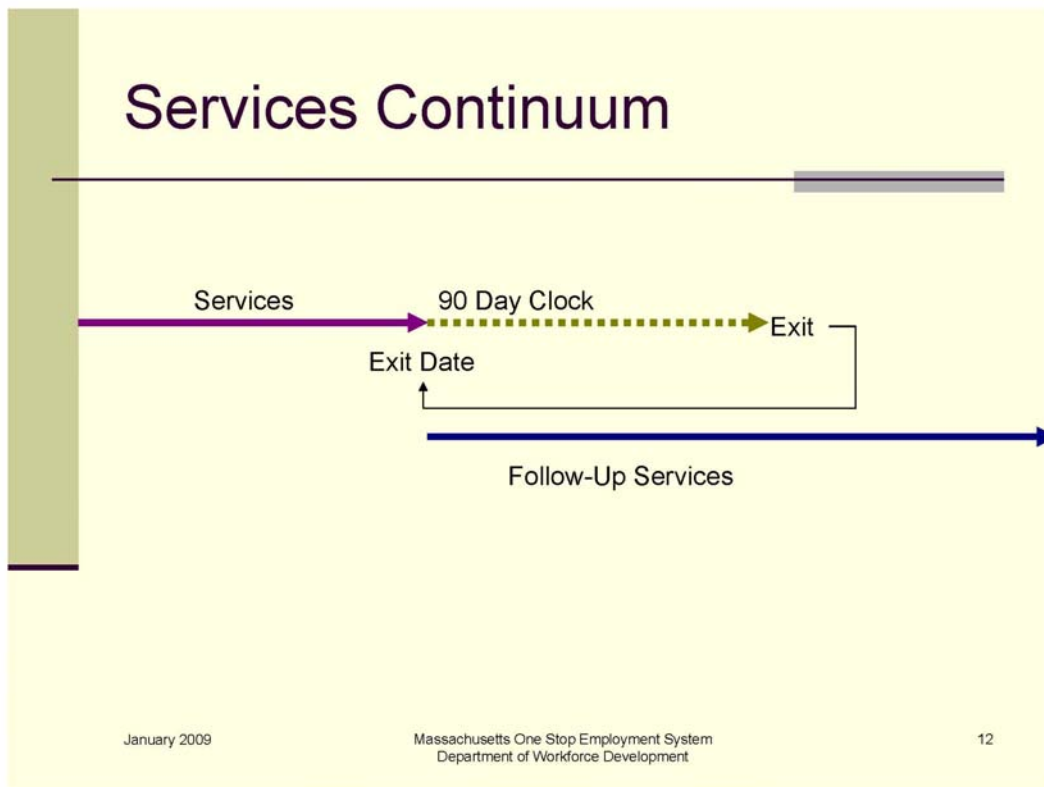 Services Continuum
Services
90 Day Clock
Exit
Exit Date
Follow-Up Services
January 2009
Massachusetts One Stop Employment System
Department of Workforce Development
12